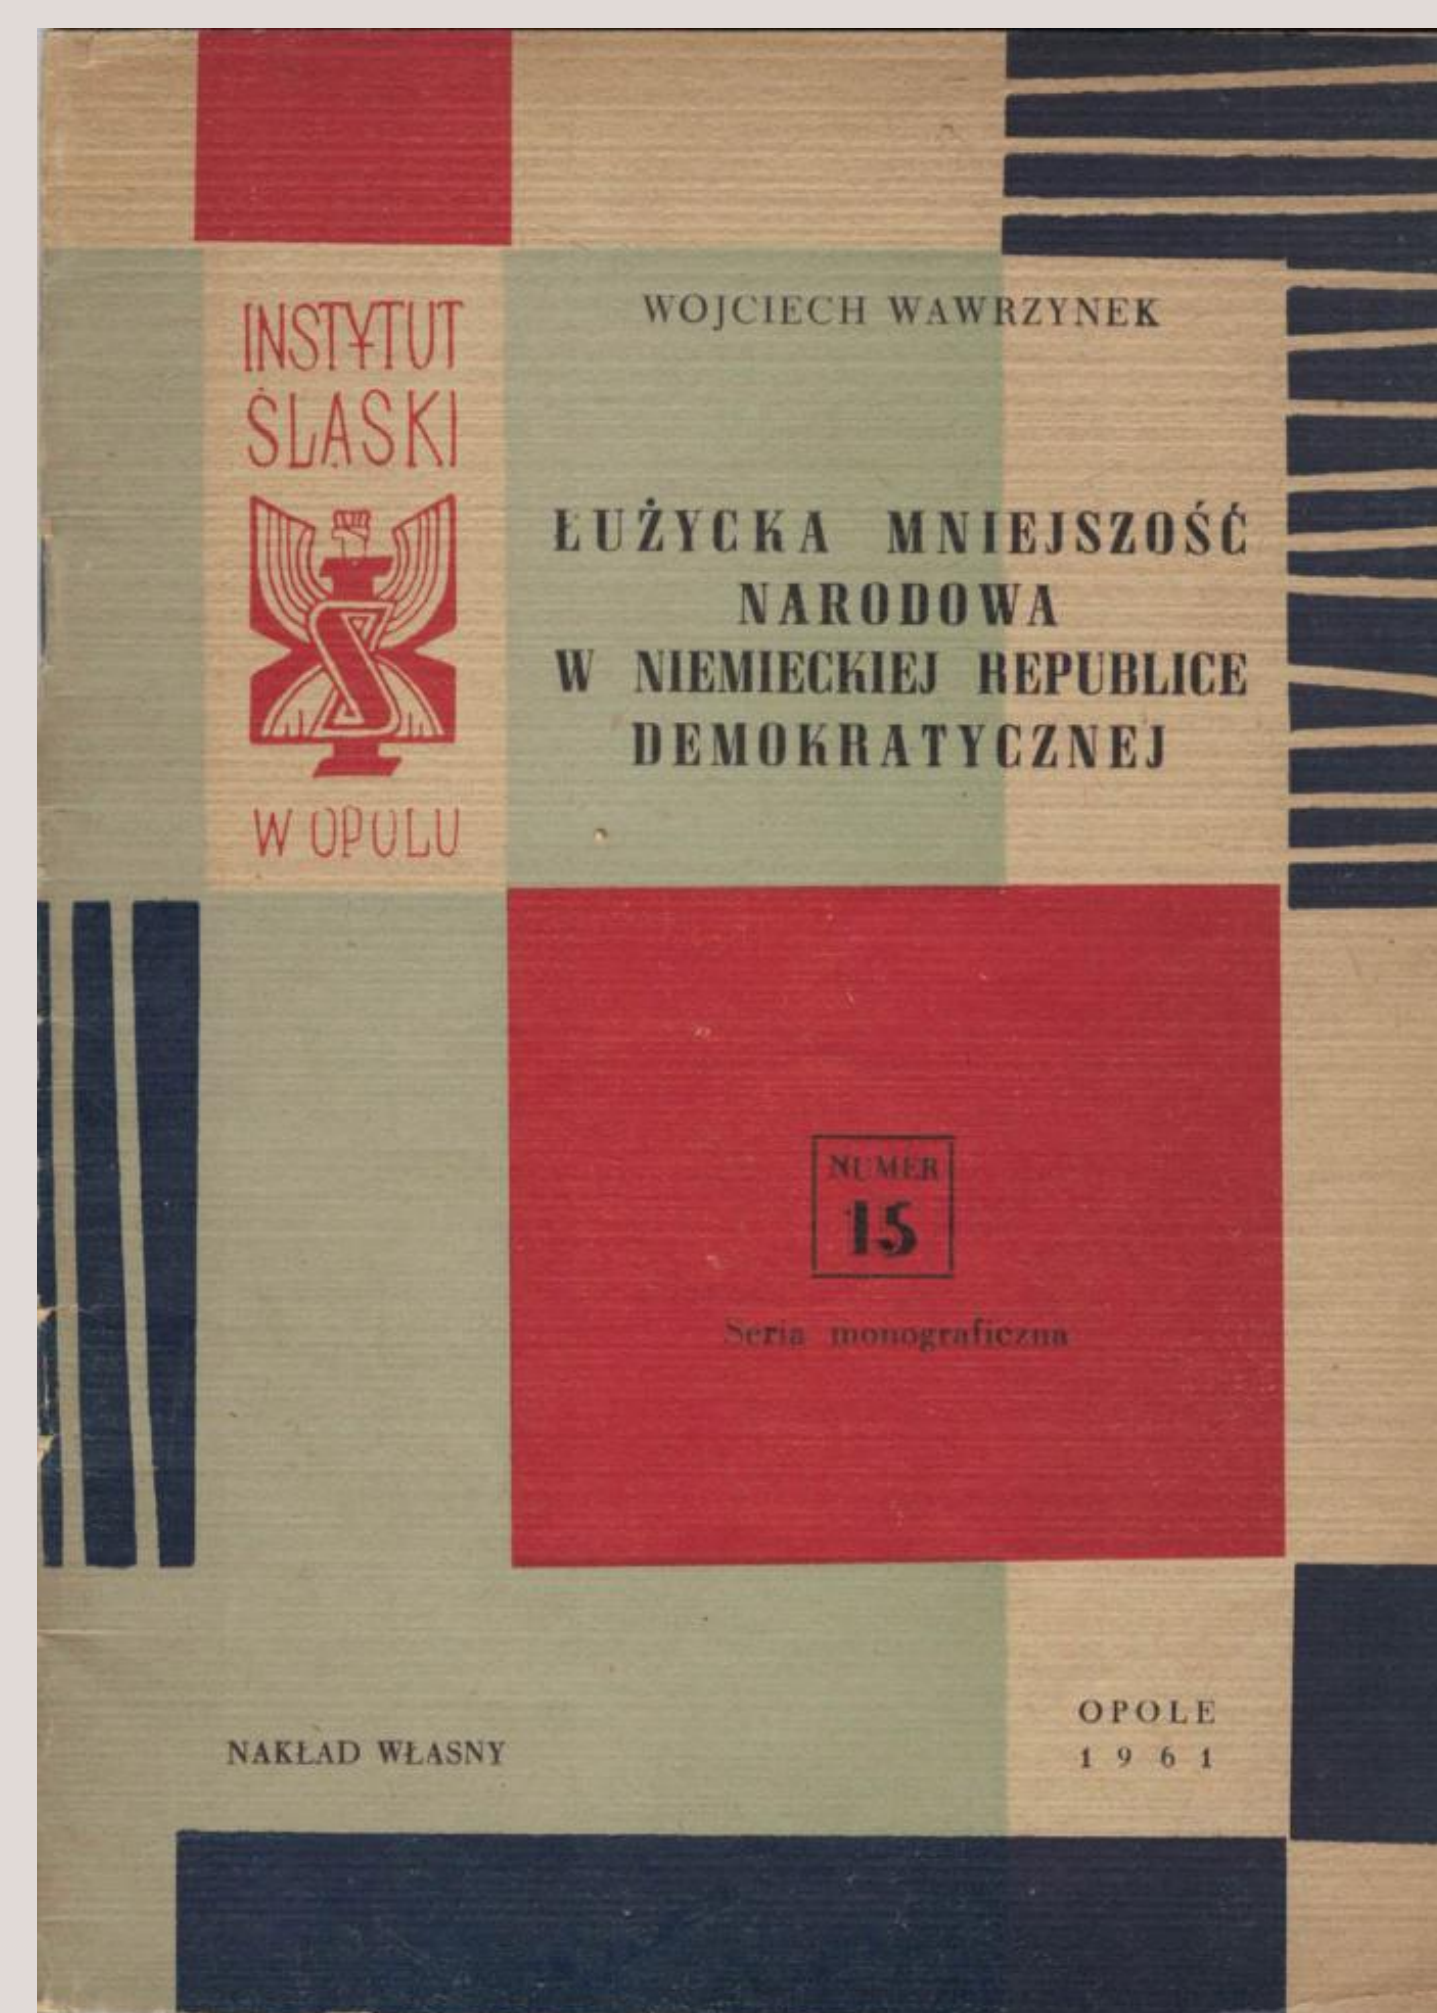 WOJCIECH WAWRZYNEK
INSTYTUT
ŚLĄSKI
W OPOLU
ŁUŻYCKA MNIEJSZOŚĆ
NARODOWA
W NIEMIECKIEJ REPUBLICE
DEMOKRATYCZNEJ
NUMER
15
Seria monograficzna
NAKŁAD WŁASNY
OPOLE
1961